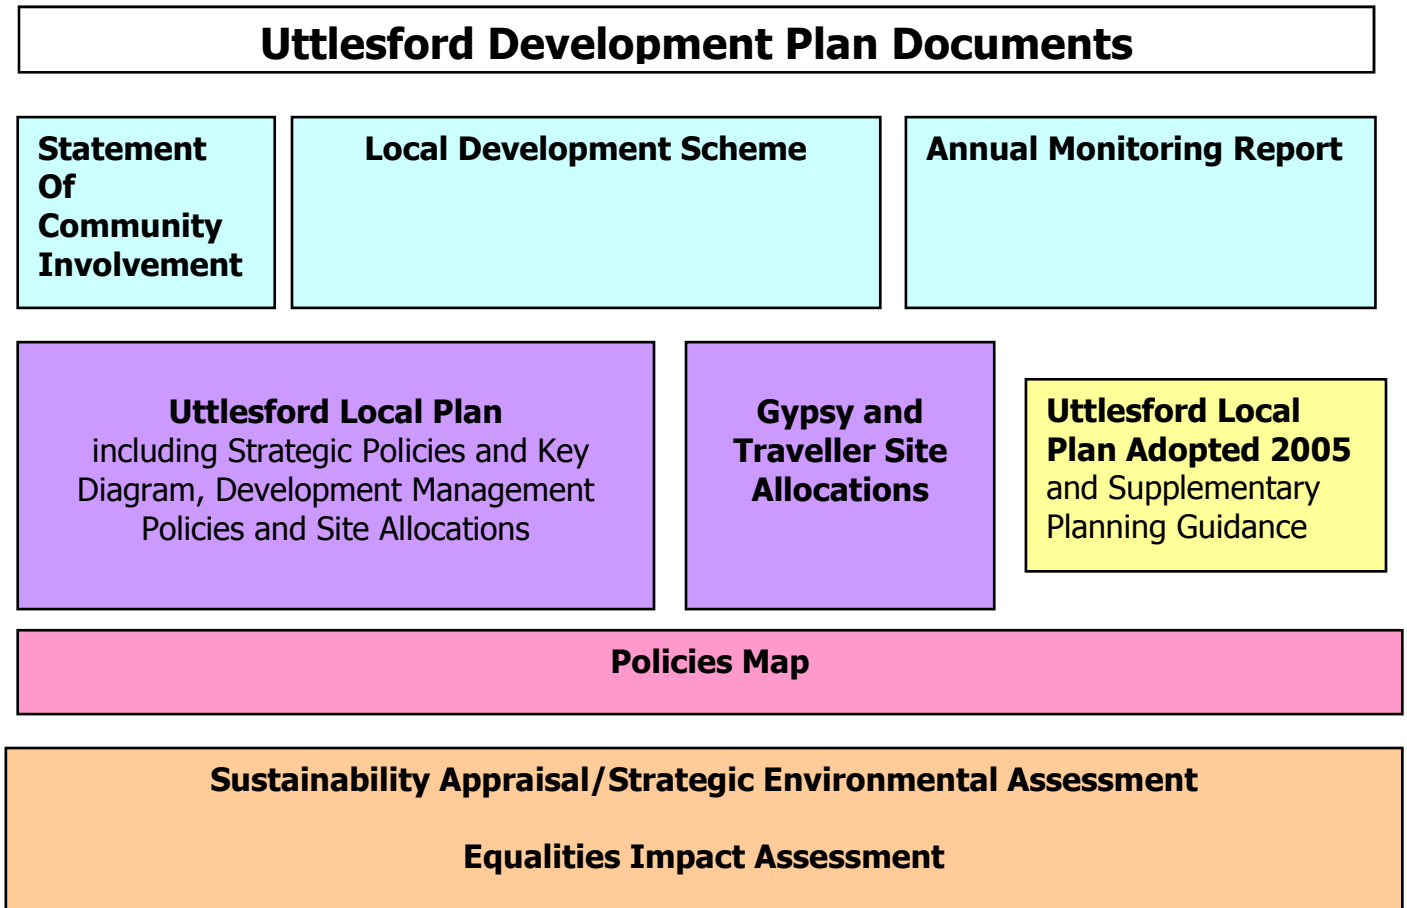 Uttlesford Development Plan Documents
Statement
Of
Community
Involvement
Local Development Scheme
Annual Monitoring Report
Uttlesford Local Plan
including Strategic Policies and Key
Diagram, Development Management
Policies and Site Allocations
Gypsy and
Traveller Site
Allocations
Uttlesford Local
Plan Adopted 2005
and Supplementary
Planning Guidance
Policies Map
Sustainability Appraisal/Strategic Environmental Assessment
Equalities Impact Assessment